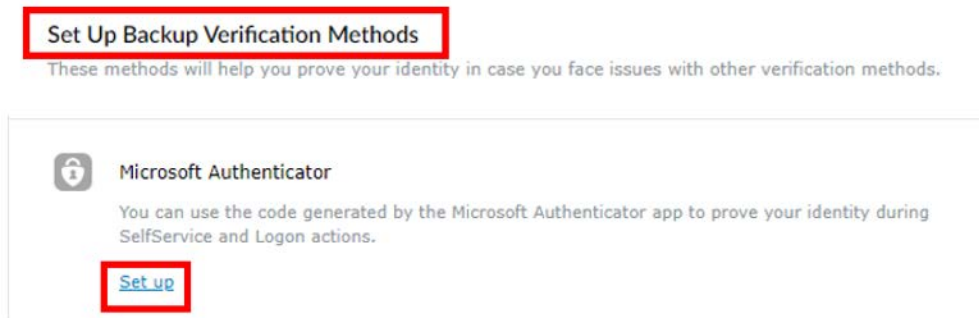 Set Up Backup Verification Methods
These methods will help you prove your identity in case you face issues with other verification methods.
Microsoft Authenticator
You can use the code generated by the Microsoft Authenticator app to prove your identity during
SelfService and Logon actions.
Set up